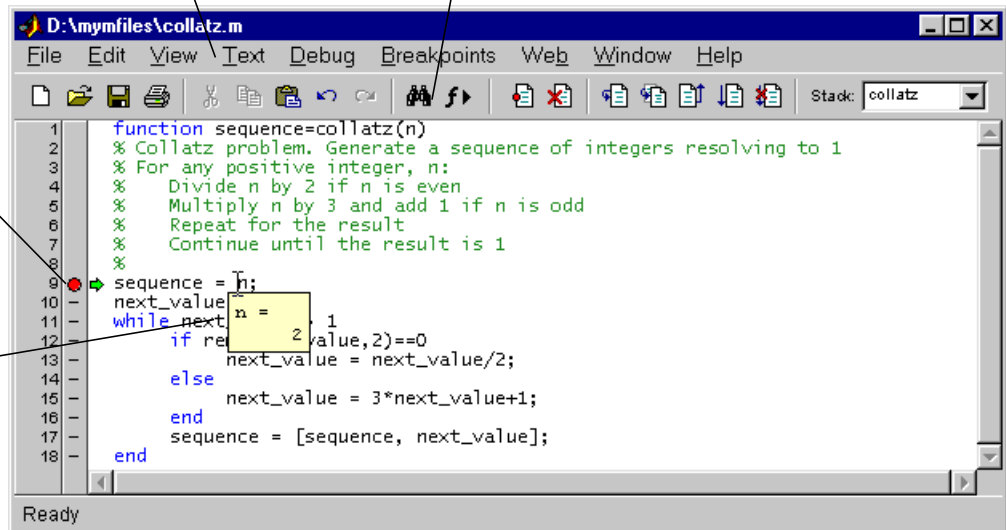 D:\mymfiles\collatz.m
File Edit View Text Debug Breakpoints Web Window Help
Stack: collatz
1 function sequence=collatz(n)
2 % Collatz problem. Generate a sequence of integers resolving to 1
3 % For any positive integer, n:
4 % Divide n by 2 if n is even
5 % Multiply n by 3 and add 1 if n is odd
6 % Repeat for the result
7 % Continue until the result is 1
8 %
9 sequence = n;
10 – next_value
11 – while next_ 1
12 – if re value,2)==0
13 – next_value = next_value/2;
14 – else
15 – next_value = 3*next_value+1;
16 – end
17 – sequence = [sequence, next_value];
18 – end
n =
2
Ready